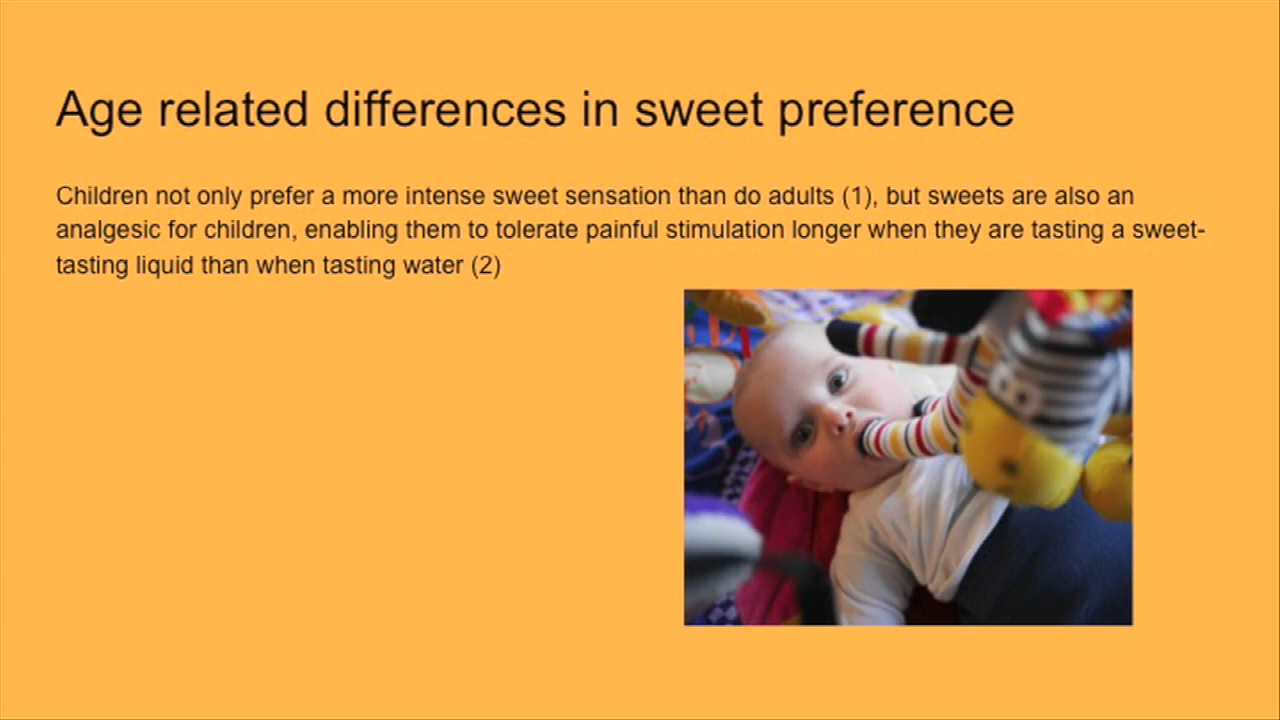 Age related differences in sweet preference
Children not only prefer a more intense sweet sensation than do adults (1), but sweets are also an
analgesic for children, enabling them to tolerate painful stimulation longer when they are tasting a sweet-
tasting liquid than when tasting water (2)